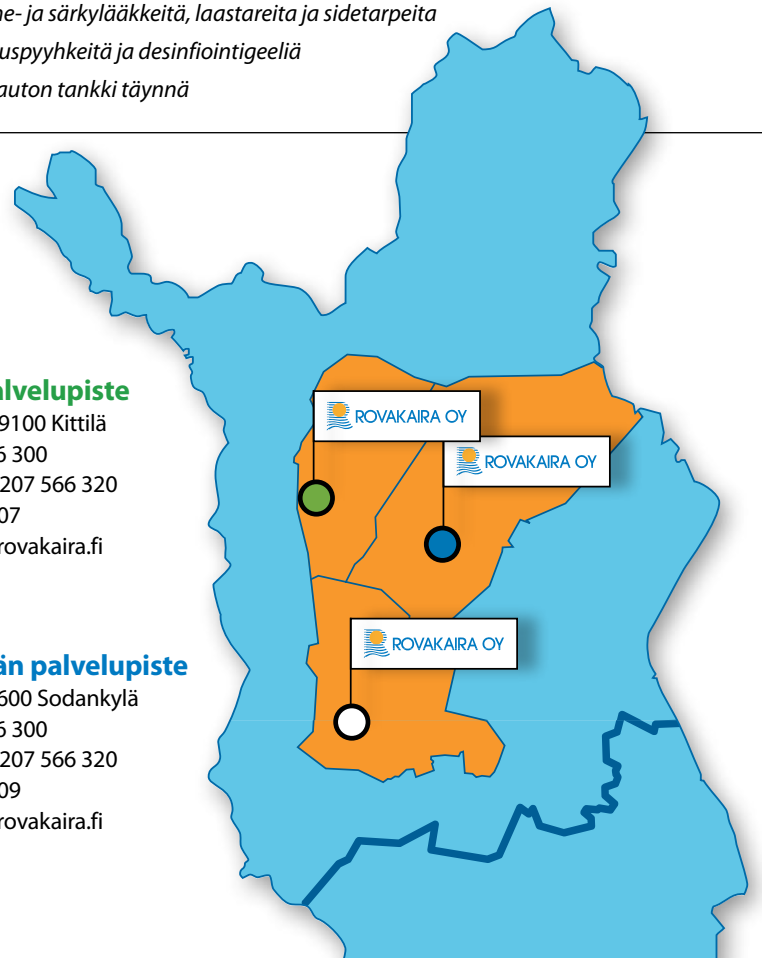 ne- ja särkylääkkeitä, laastareita ja sidetarpeita
uspyyhkeitä ja desinfiointigeeliä
auton tankki täynnä
alvelupiste
9100 Kittilä
6 300
207 566 320
07
rovakaira.fi
än palvelupiste
600 Sodankylä
6 300
207 566 320
09
rovakaira.fi
ROVAKAIRA OY
ROVAKAIRA OY
ROVAKAIRA OY